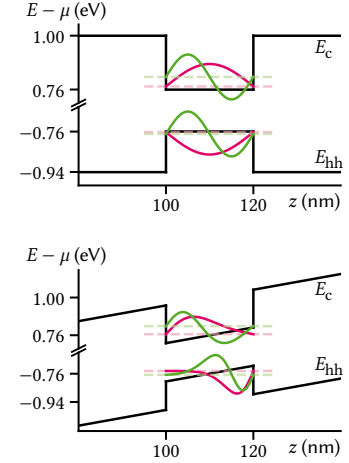 E − μ (eV)
1.00
E_c
0.76
−0.76
−0.94
E_hh
100
120
z (nm)
E − μ (eV)
1.00
E_c
0.76
−0.76
E_hh
−0.94
100
120
z (nm)